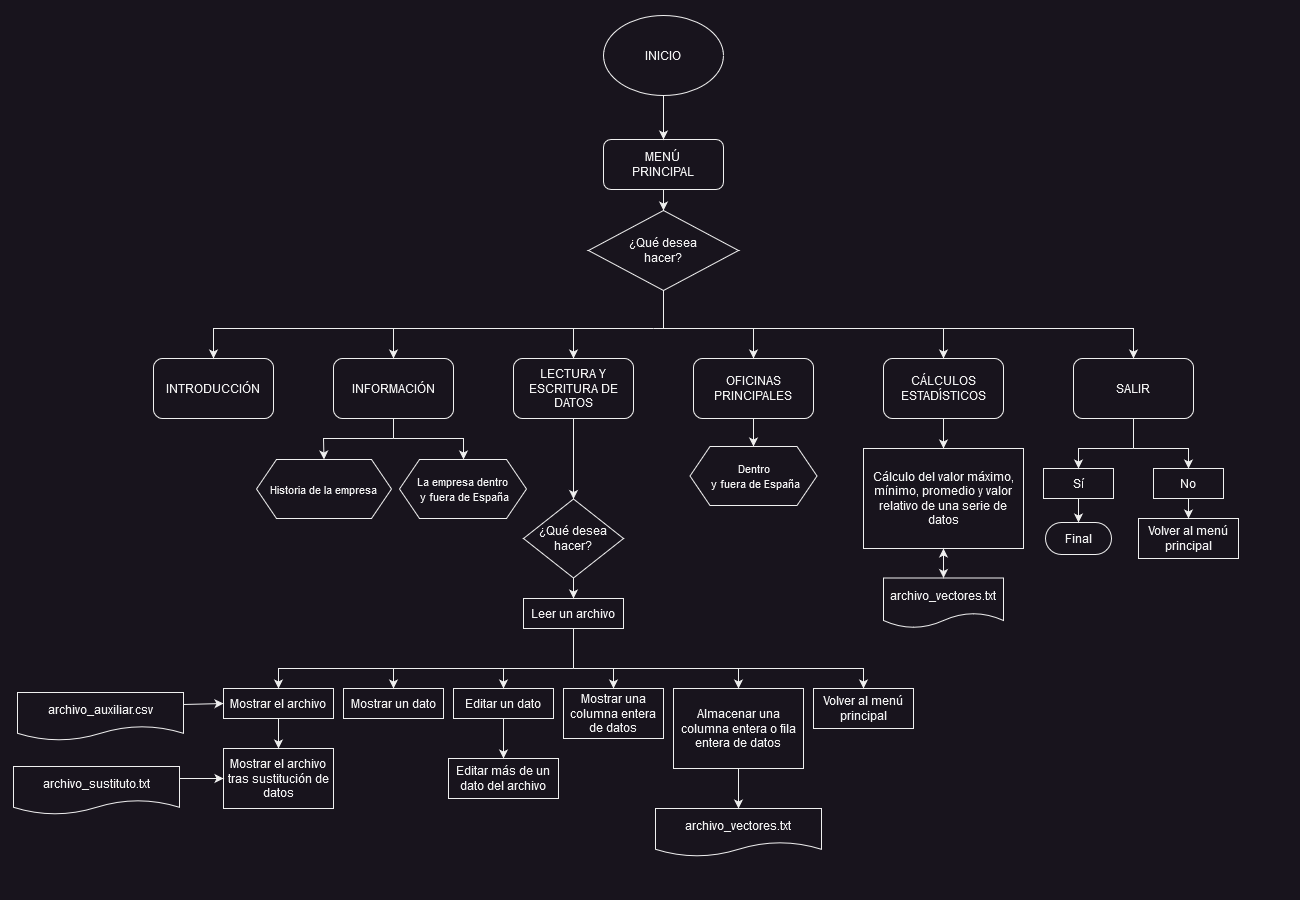 INICIO
MENÚ
PRINCIPAL
¿Qué desea
hacer?
INTRODUCCIÓN
INFORMACIÓN
LECTURA Y
ESCRITURA DE
DATOS
OFICINAS
PRINCIPALES
CÁLCULOS
ESTADÍSTICOS
SALIR
Historia de la empresa
La empresa dentro
y fuera de España
Dentro
y fuera de España
Cálculo del valor máximo,
mínimo, promedio y valor
relativo de una serie de
datos
Sí
No
¿Qué desea
hacer?
Final
Volver al menú
principal
Leer un archivo
archivo_vectores.txt
archivo_auxiliar.csv
Mostrar el archivo
Mostrar un dato
Editar un dato
Mostrar una
columna entera
de datos
Almacenar una
columna entera o fila
entera de datos
Volver al menú
principal
archivo_sustituto.txt
Mostrar el archivo
tras sustitución de
datos
Editar más de un
dato del archivo
archivo_vectores.txt